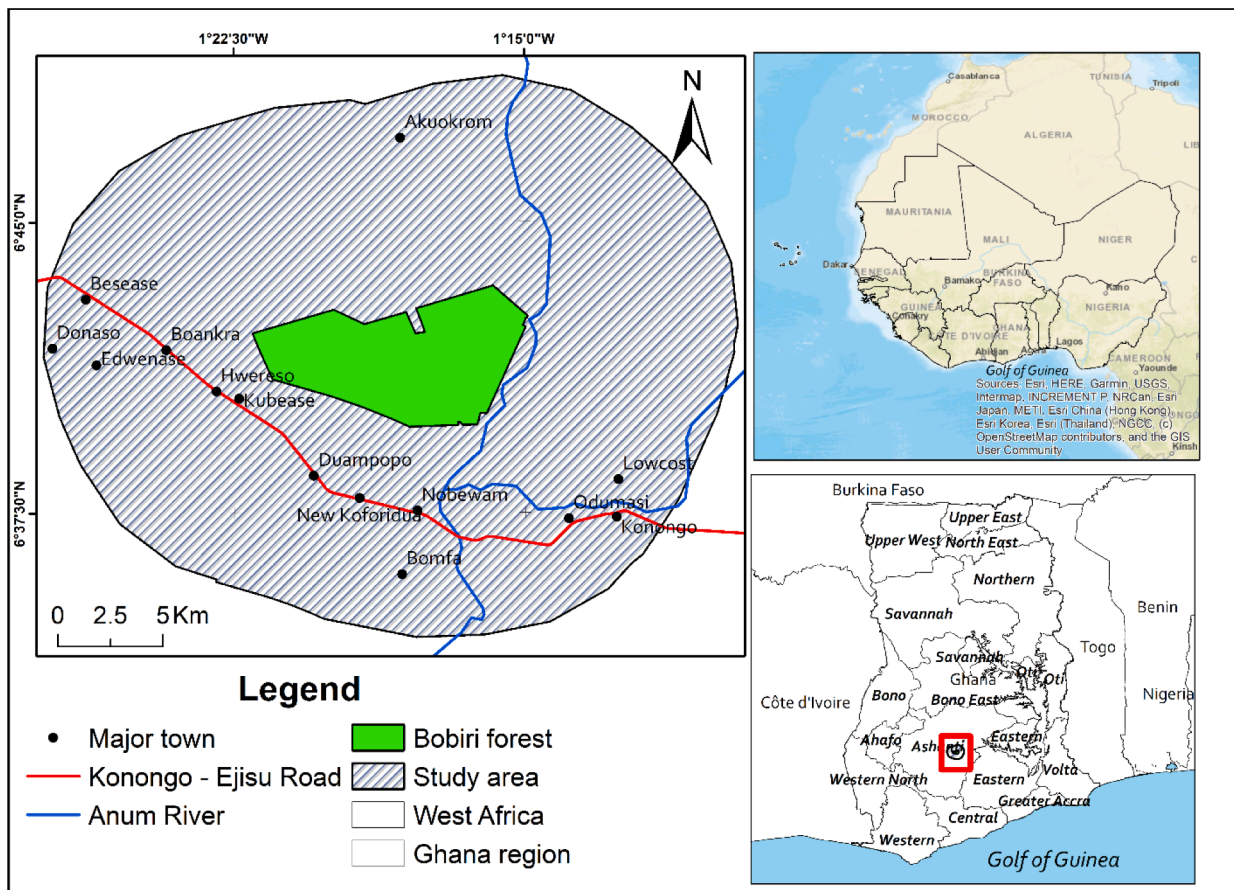 1°22'30"W
1°15'0"W
6°45'0"N
6°37'30"N
N
Akuokrom
Besease
Donaso
Boankra
Edwenase
Hwereso
Kubease
Duampopo
New Koforidua
Nobewam
Lowcost
Odumasi
Konongo
Bomfa
0 2.5 5 Km
Legend
Major town
Konongo - Ejisu Road
Anum River
Bobiri forest
Study area
West Africa
Ghana region
Casablanca
TUNISIA
Tripoli
MOROCCO
ALGERIA
LIB
MAURITANIA
MALI
NIGER
Dakar
SENEGAL
Bamako
BURKINA
FASO
Kano
GUINEA
NIGERIA
Conakry
CÔTE D'IVOIRE
GHANA
Abidjan
Accra
Lagos
CAMEROON
Yaounde
Golf of Guinea
Sources: Esri, HERE, Garmin, USGS,
Intermap, INCREMENT P, NRCan, Esri
Japan, METI, Esri China (Hong Kong),
Esri Korea, Esri (Thailand), NGCC, (c)
OpenStreetMap contributors, and the GIS
User Community
CONGO
Kinsh
Burkina Faso
Upper East
Upper West
North East
Northern
Savannah
Benin
Togo
Savannah
Ghana
Oti
Oti
Côte d'Ivoire
Bono
Bono East
Nigeria
Ahafo
Ashanti
Eastern
Western North
Eastern
Volta
Greater Accra
Central
Western
Golf of Guinea